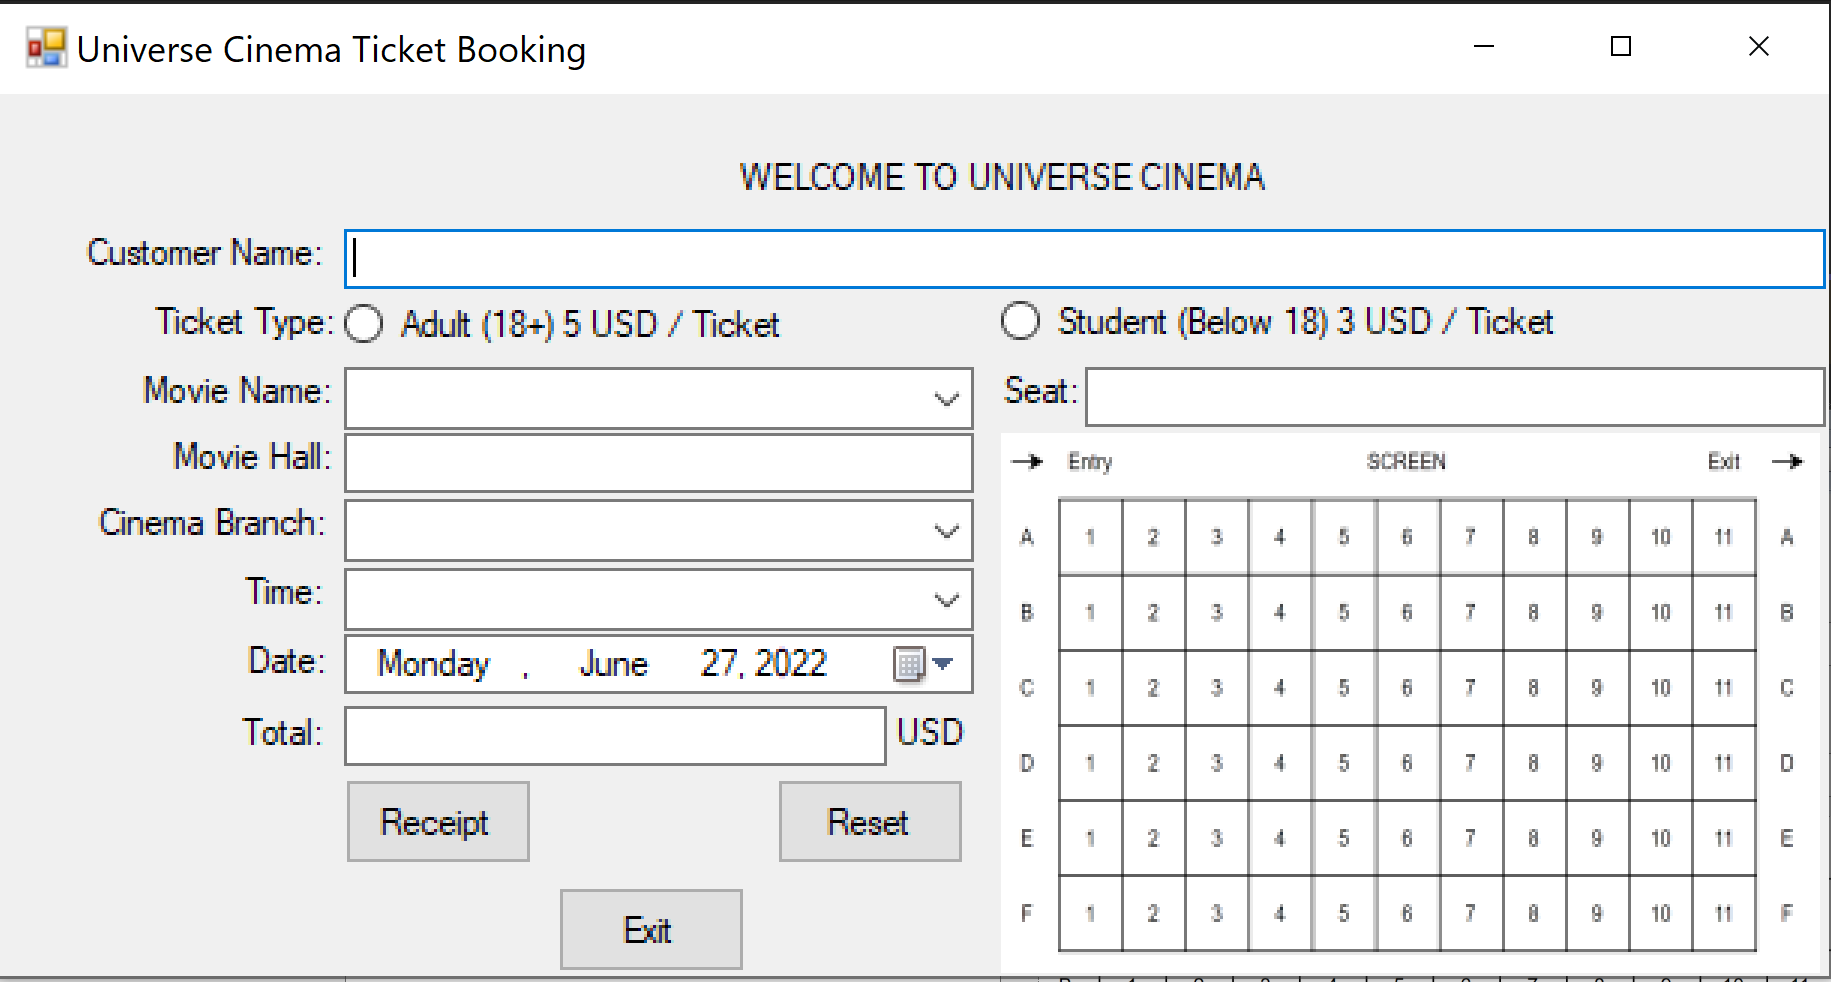 Universe Cinema Ticket Booking
WELCOME TO UNIVERSE CINEMA
Customer Name:
Ticket Type: Adult (18+) 5 USD / Ticket Student (Below 18) 3 USD / Ticket
Movie Name:
Seat:
Movie Hall:
Cinema Branch:
Time:
Date: Monday , June 27, 2022
Total: USD
Receipt Reset
Exit
→ Entry SCREEN Exit →
A 1 2 3 4 5 6 7 8 9 10 11 A
B 1 2 3 4 5 6 7 8 9 10 11 B
C 1 2 3 4 5 6 7 8 9 10 11 C
D 1 2 3 4 5 6 7 8 9 10 11 D
E 1 2 3 4 5 6 7 8 9 10 11 E
F 1 2 3 4 5 6 7 8 9 10 11 F